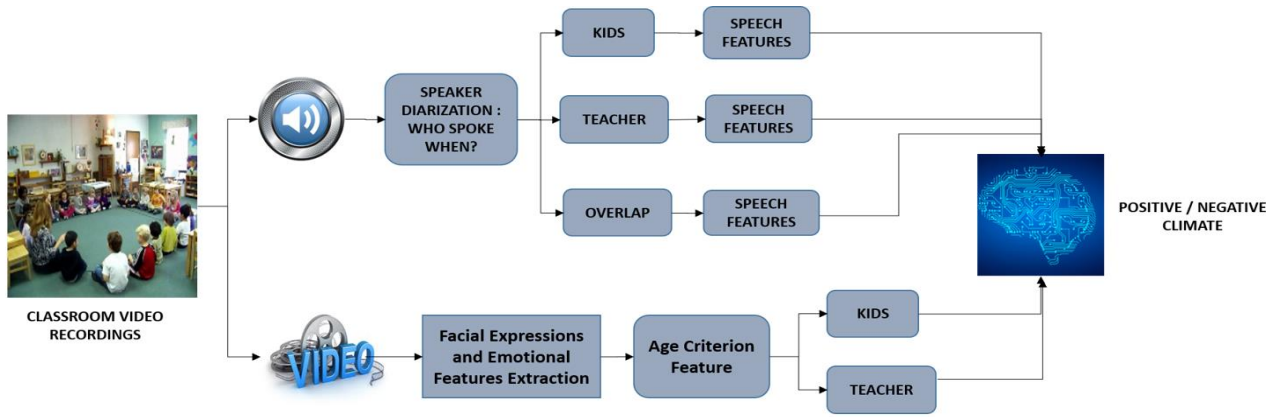 CLASSROOM VIDEO
RECORDINGS
SPEAKER
DIARIZATION :
WHO SPOKE
WHEN?
KIDS
SPEECH
FEATURES
TEACHER
SPEECH
FEATURES
OVERLAP
SPEECH
FEATURES
VIDEO
Facial Expressions
and Emotional
Features Extraction
Age Criterion
Feature
KIDS
TEACHER
POSITIVE / NEGATIVE
CLIMATE